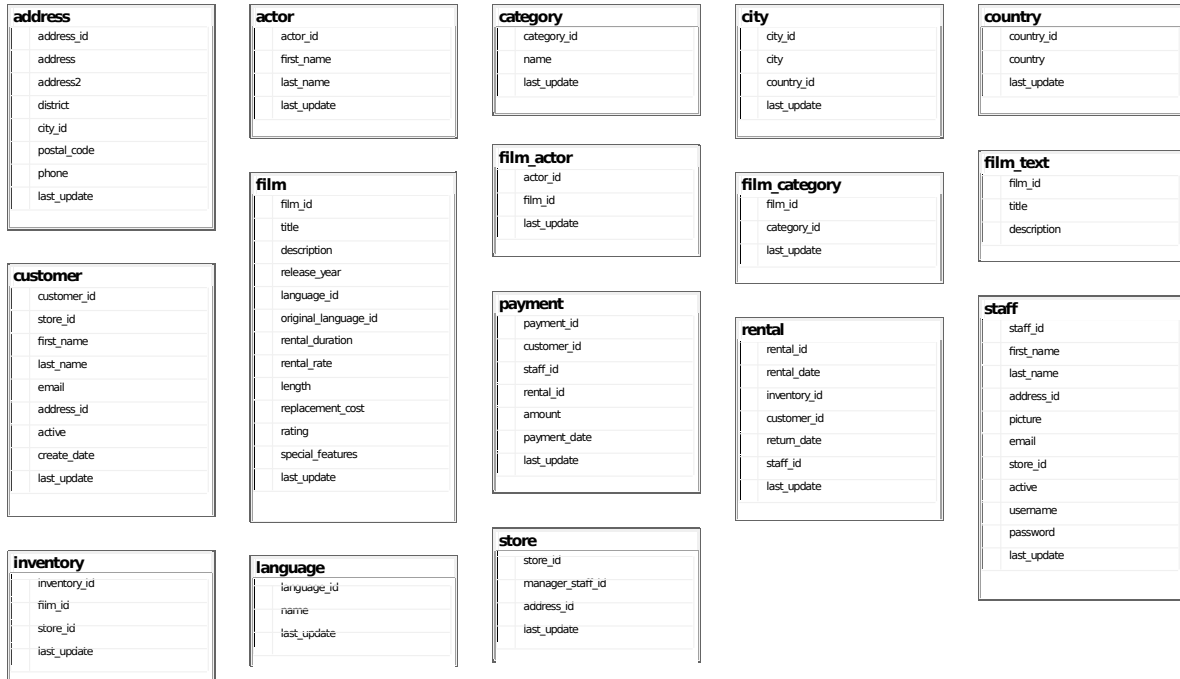 address
address_id
address
address2
district
city_id
postal_code
phone
last_update
actor
actor_id
first_name
last_name
last_update
category
category_id
name
last_update
city
city_id
city
country_id
last_update
country
country_id
country
last_update
film
film_id
title
description
release_year
language_id
original_language_id
rental_duration
rental_rate
length
replacement_cost
rating
special_features
last_update
film_actor
actor_id
film_id
last_update
film_category
film_id
category_id
last_update
film_text
film_id
title
description
customer
customer_id
store_id
first_name
last_name
email
address_id
active
create_date
last_update
payment
payment_id
customer_id
staff_id
rental_id
amount
payment_date
last_update
rental
rental_id
rental_date
inventory_id
customer_id
return_date
staff_id
last_update
staff
staff_id
first_name
last_name
address_id
picture
email
store_id
active
username
password
last_update
inventory
inventory_id
film_id
store_id
last_update
language
language_id
name
last_update
store
store_id
manager_staff_id
address_id
last_update